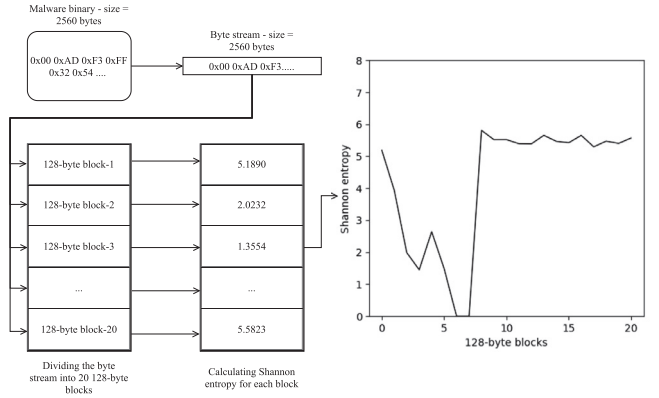 Malware binary - size =
2560 bytes
0x00 0xAD 0xF3 0xFF
0x32 0x54 ....
Byte stream - size =
2560 bytes
0x00 0xAD 0xF3.....
128-byte block-1
128-byte block-2
128-byte block-3
...
128-byte block-20
Dividing the byte
stream into 20 128-byte
blocks
5.1890
2.0232
1.3554
...
5.5823
Calculating Shannon
entropy for each block
Shannon entropy
8
7
6
5
4
3
2
1
0
0 5 10 15 20
128-byte blocks